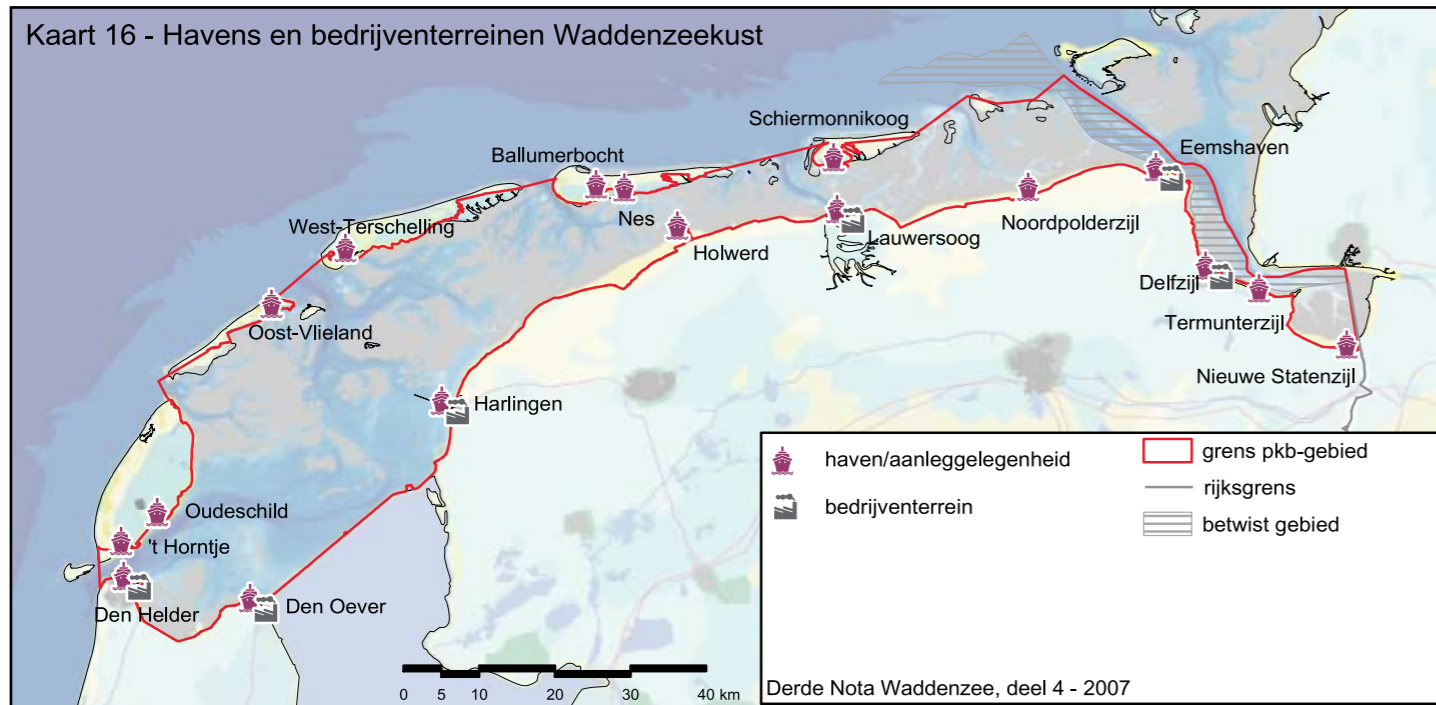 Kaart 16 - Havens en bedrijventerreinen Waddenzeekust
Schiermonnikoog
Ballumerbocht
Eemshaven
West-Terschelling
Nes
Noordpolderzijl
Holwerd
Lauwersoog
Delfzijl
Oost-Vlieland
Termunterzijl
Nieuwe Statenzijl
Harlingen
Oudeschild
't Horntje
Den Helder
Den Oever
haven/aanleggelegenheid
bedrijventerrein
grens pkb-gebied
rijksgrens
betwist gebied
0 5 10 20 30 40 km
Derde Nota Waddenzee, deel 4 - 2007